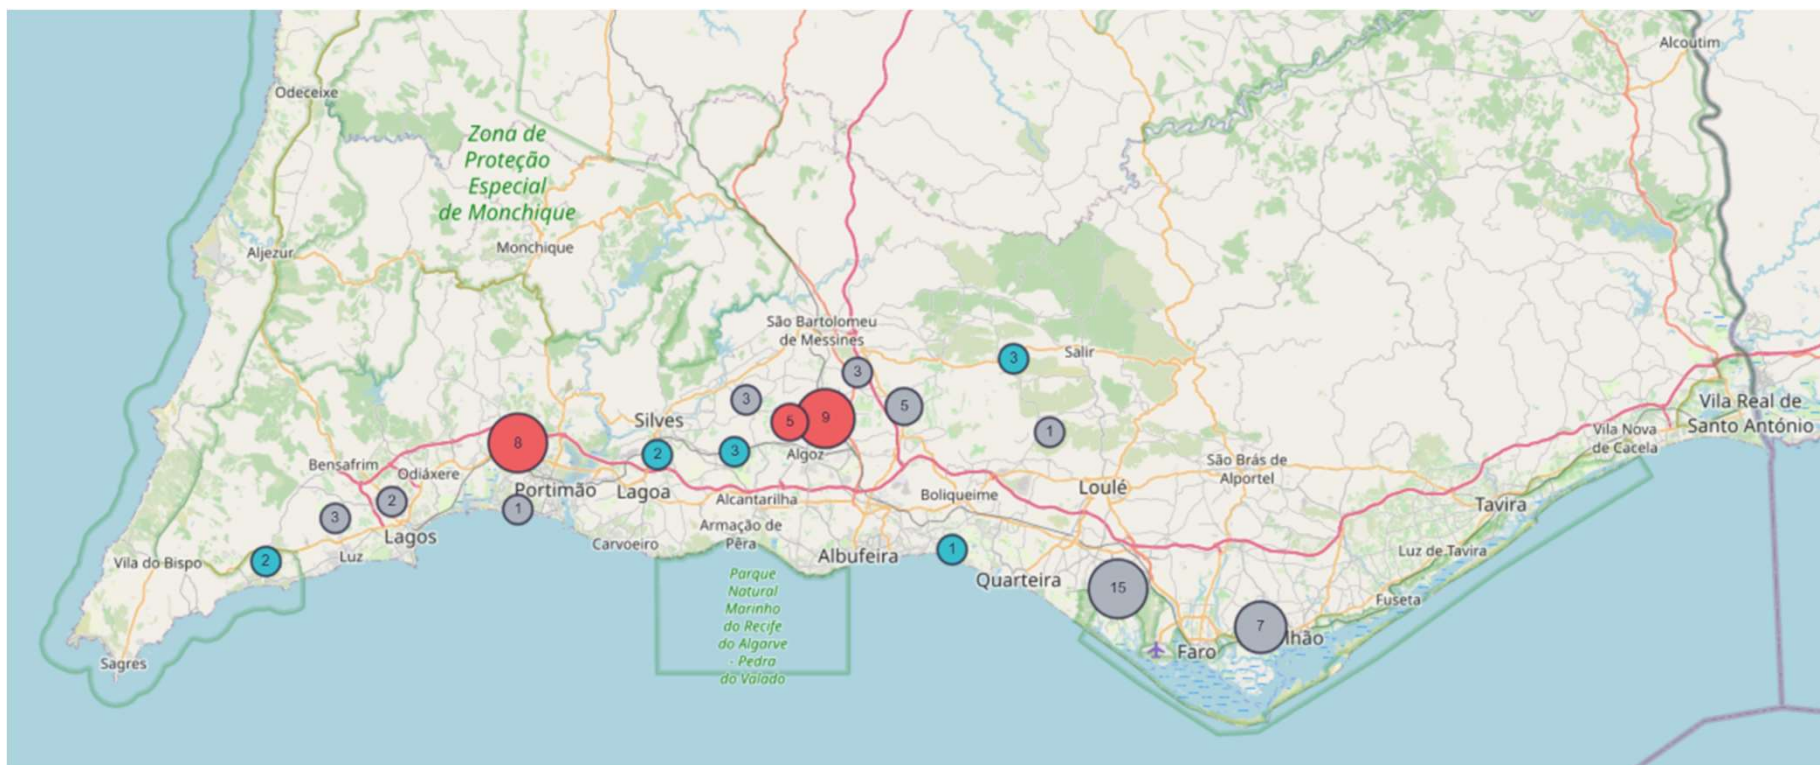 Alcoutim
Odeceixe
Zona de
Proteção
Especial
de Monchique
Monchique
Aljezur
São Bartolomeu
de Messines
3
Salir
3
3
5
9
5
1
8
Silves
2
3
Algoz
Bensafrim
Odiáxere
Portimão
Lagoa
Alcantarilha
Boliqueime
Loulé
São Brás de
Alportel
Vila Real de
Santo António
Vila Nova
de Cacela
Tavira
2
3
1
Lagos
Luz
2
Vila do Bispo
Carvoeiro
Armação de
Pêra
Albufeira
1
Quarteira
Luz de Tavira
Fuseta
15
7
lhão
Faro
Parque
Natural
Marinho
do Recife
do Algarve
- Pedra
do Valado
Sagres